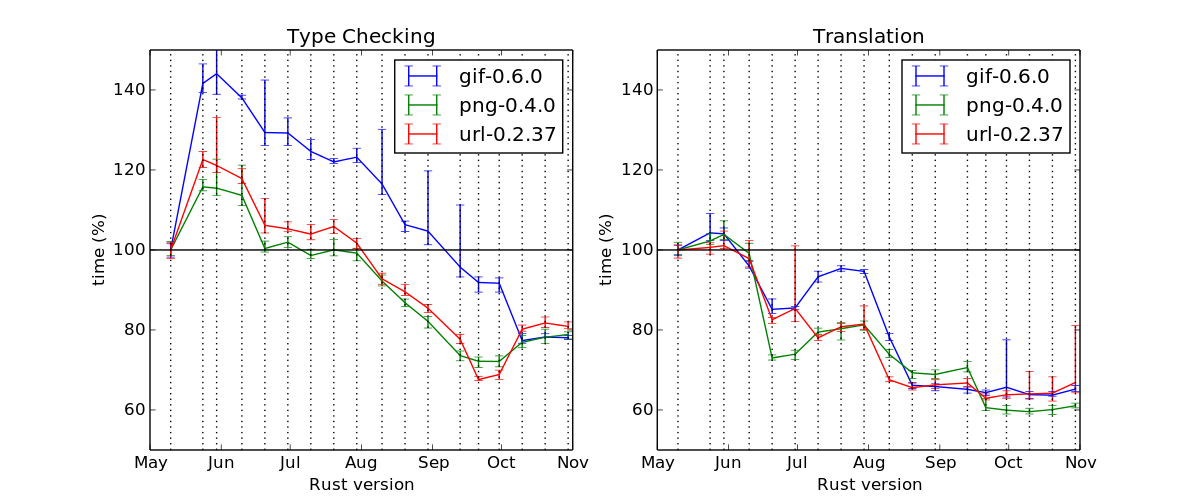 Type Checking
gif-0.6.0
png-0.4.0
url-0.2.37
140
120
100
80
60
time (%)
May Jun Jul Aug Sep Oct Nov
Rust version
Translation
gif-0.6.0
png-0.4.0
url-0.2.37
140
120
100
80
60
time (%)
May Jun Jul Aug Sep Oct Nov
Rust version